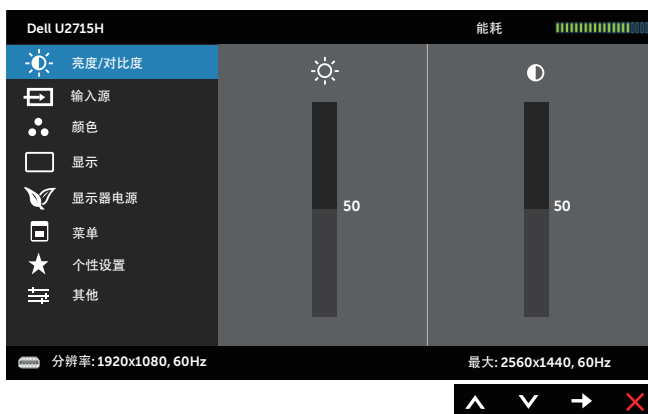 Dell U2715H 能耗
亮度/对比度
输入源
颜色
显示
显示器电源
菜单
个性设置
其他
50
50
分辨率: 1920x1080, 60Hz 最大: 2560x1440, 60Hz